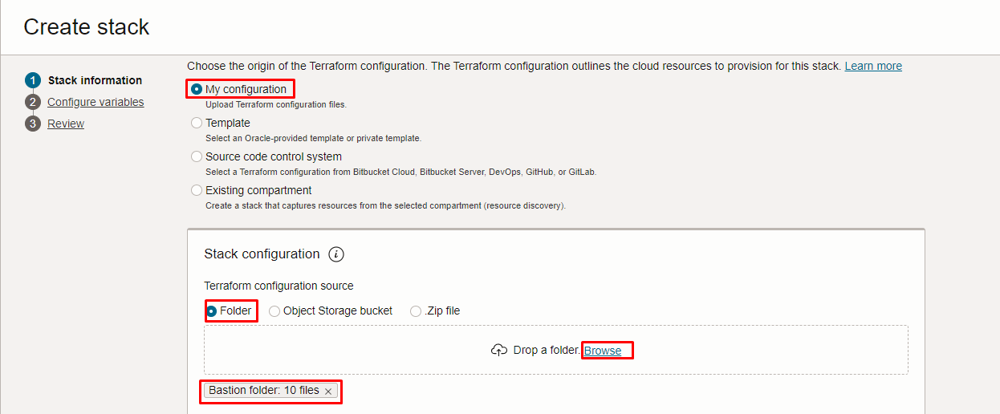 Create stack
1 Stack information
2 Configure variables
3 Review
Choose the origin of the Terraform configuration. The Terraform configuration outlines the cloud resources to provision for this stack. Learn more
My configuration
Upload Terraform configuration files.
Template
Select an Oracle-provided template or private template.
Source code control system
Select a Terraform configuration from Bitbucket Cloud, Bitbucket Server, DevOps, GitHub, or GitLab.
Existing compartment
Create a stack that captures resources from the selected compartment (resource discovery).
Stack configuration i
Terraform configuration source
Folder Object Storage bucket .Zip file
Drop a folder. Browse
Bastion folder: 10 files ×